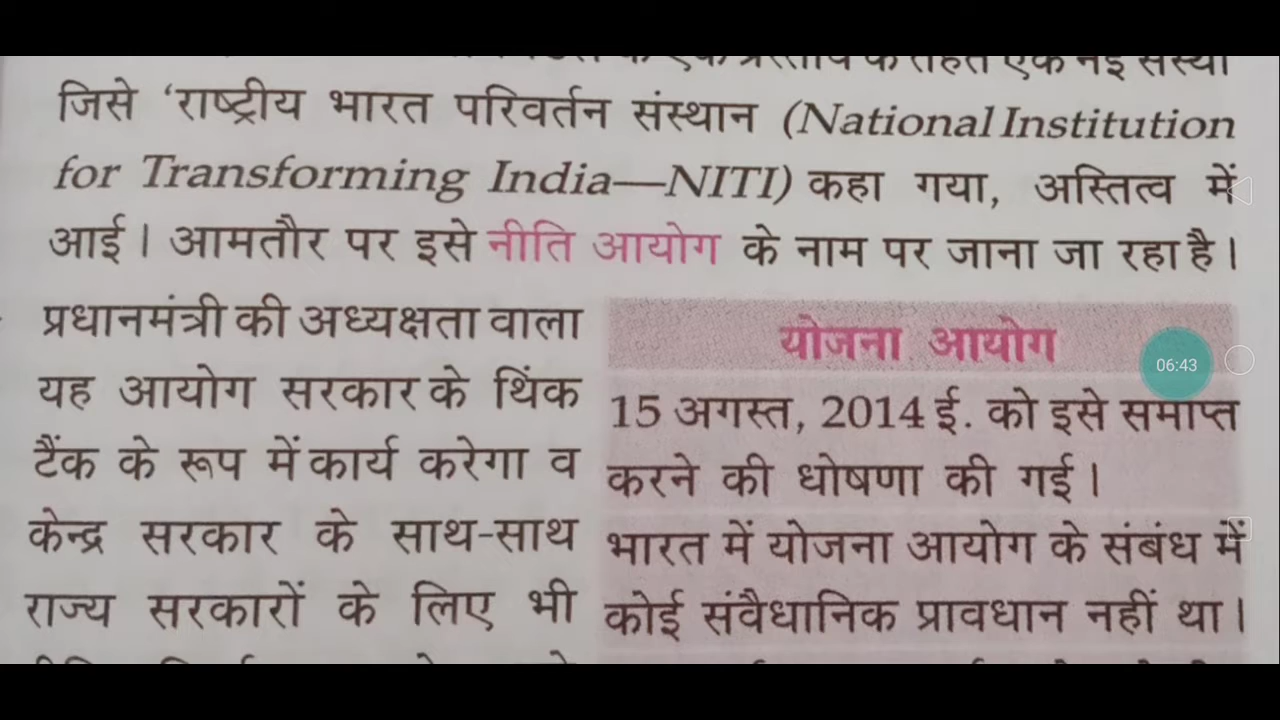 जिसे ‘राष्ट्रीय भारत परिवर्तन संस्थान (National Institution
for Transforming India—NITI) कहा गया, अस्तित्व में
आई। आमतौर पर इसे नीति आयोग के नाम पर जाना जा रहा है।
प्रधानमंत्री की अध्यक्षता वाला
यह आयोग सरकार के थिंक
टैंक के रूप में कार्य करेगा व
केन्द्र सरकार के साथ-साथ
राज्य सरकारों के लिए भी
योजना आयोग
15 अगस्त, 2014 ई. को इसे समाप्त
करने की धोषणा की गई।
भारत में योजना आयोग के संबंध में
कोई संवैधानिक प्रावधान नहीं था।
06:43